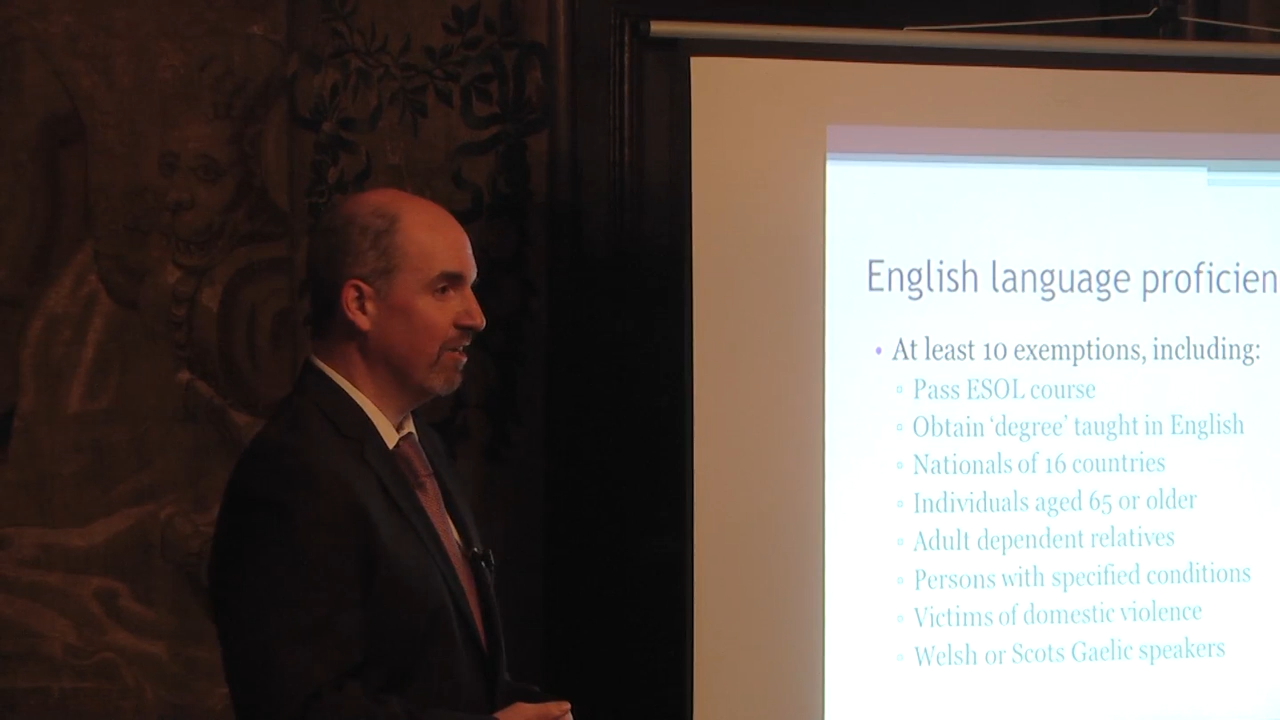 English language proficien
• At least 10 exemptions, including:
▫ Pass ESOL course
▫ Obtain ‘degree’ taught in English
▫ Nationals of 16 countries
▫ Individuals aged 65 or older
▫ Adult dependent relatives
▫ Persons with specified conditions
▫ Victims of domestic violence
▫ Welsh or Scots Gaelic speakers